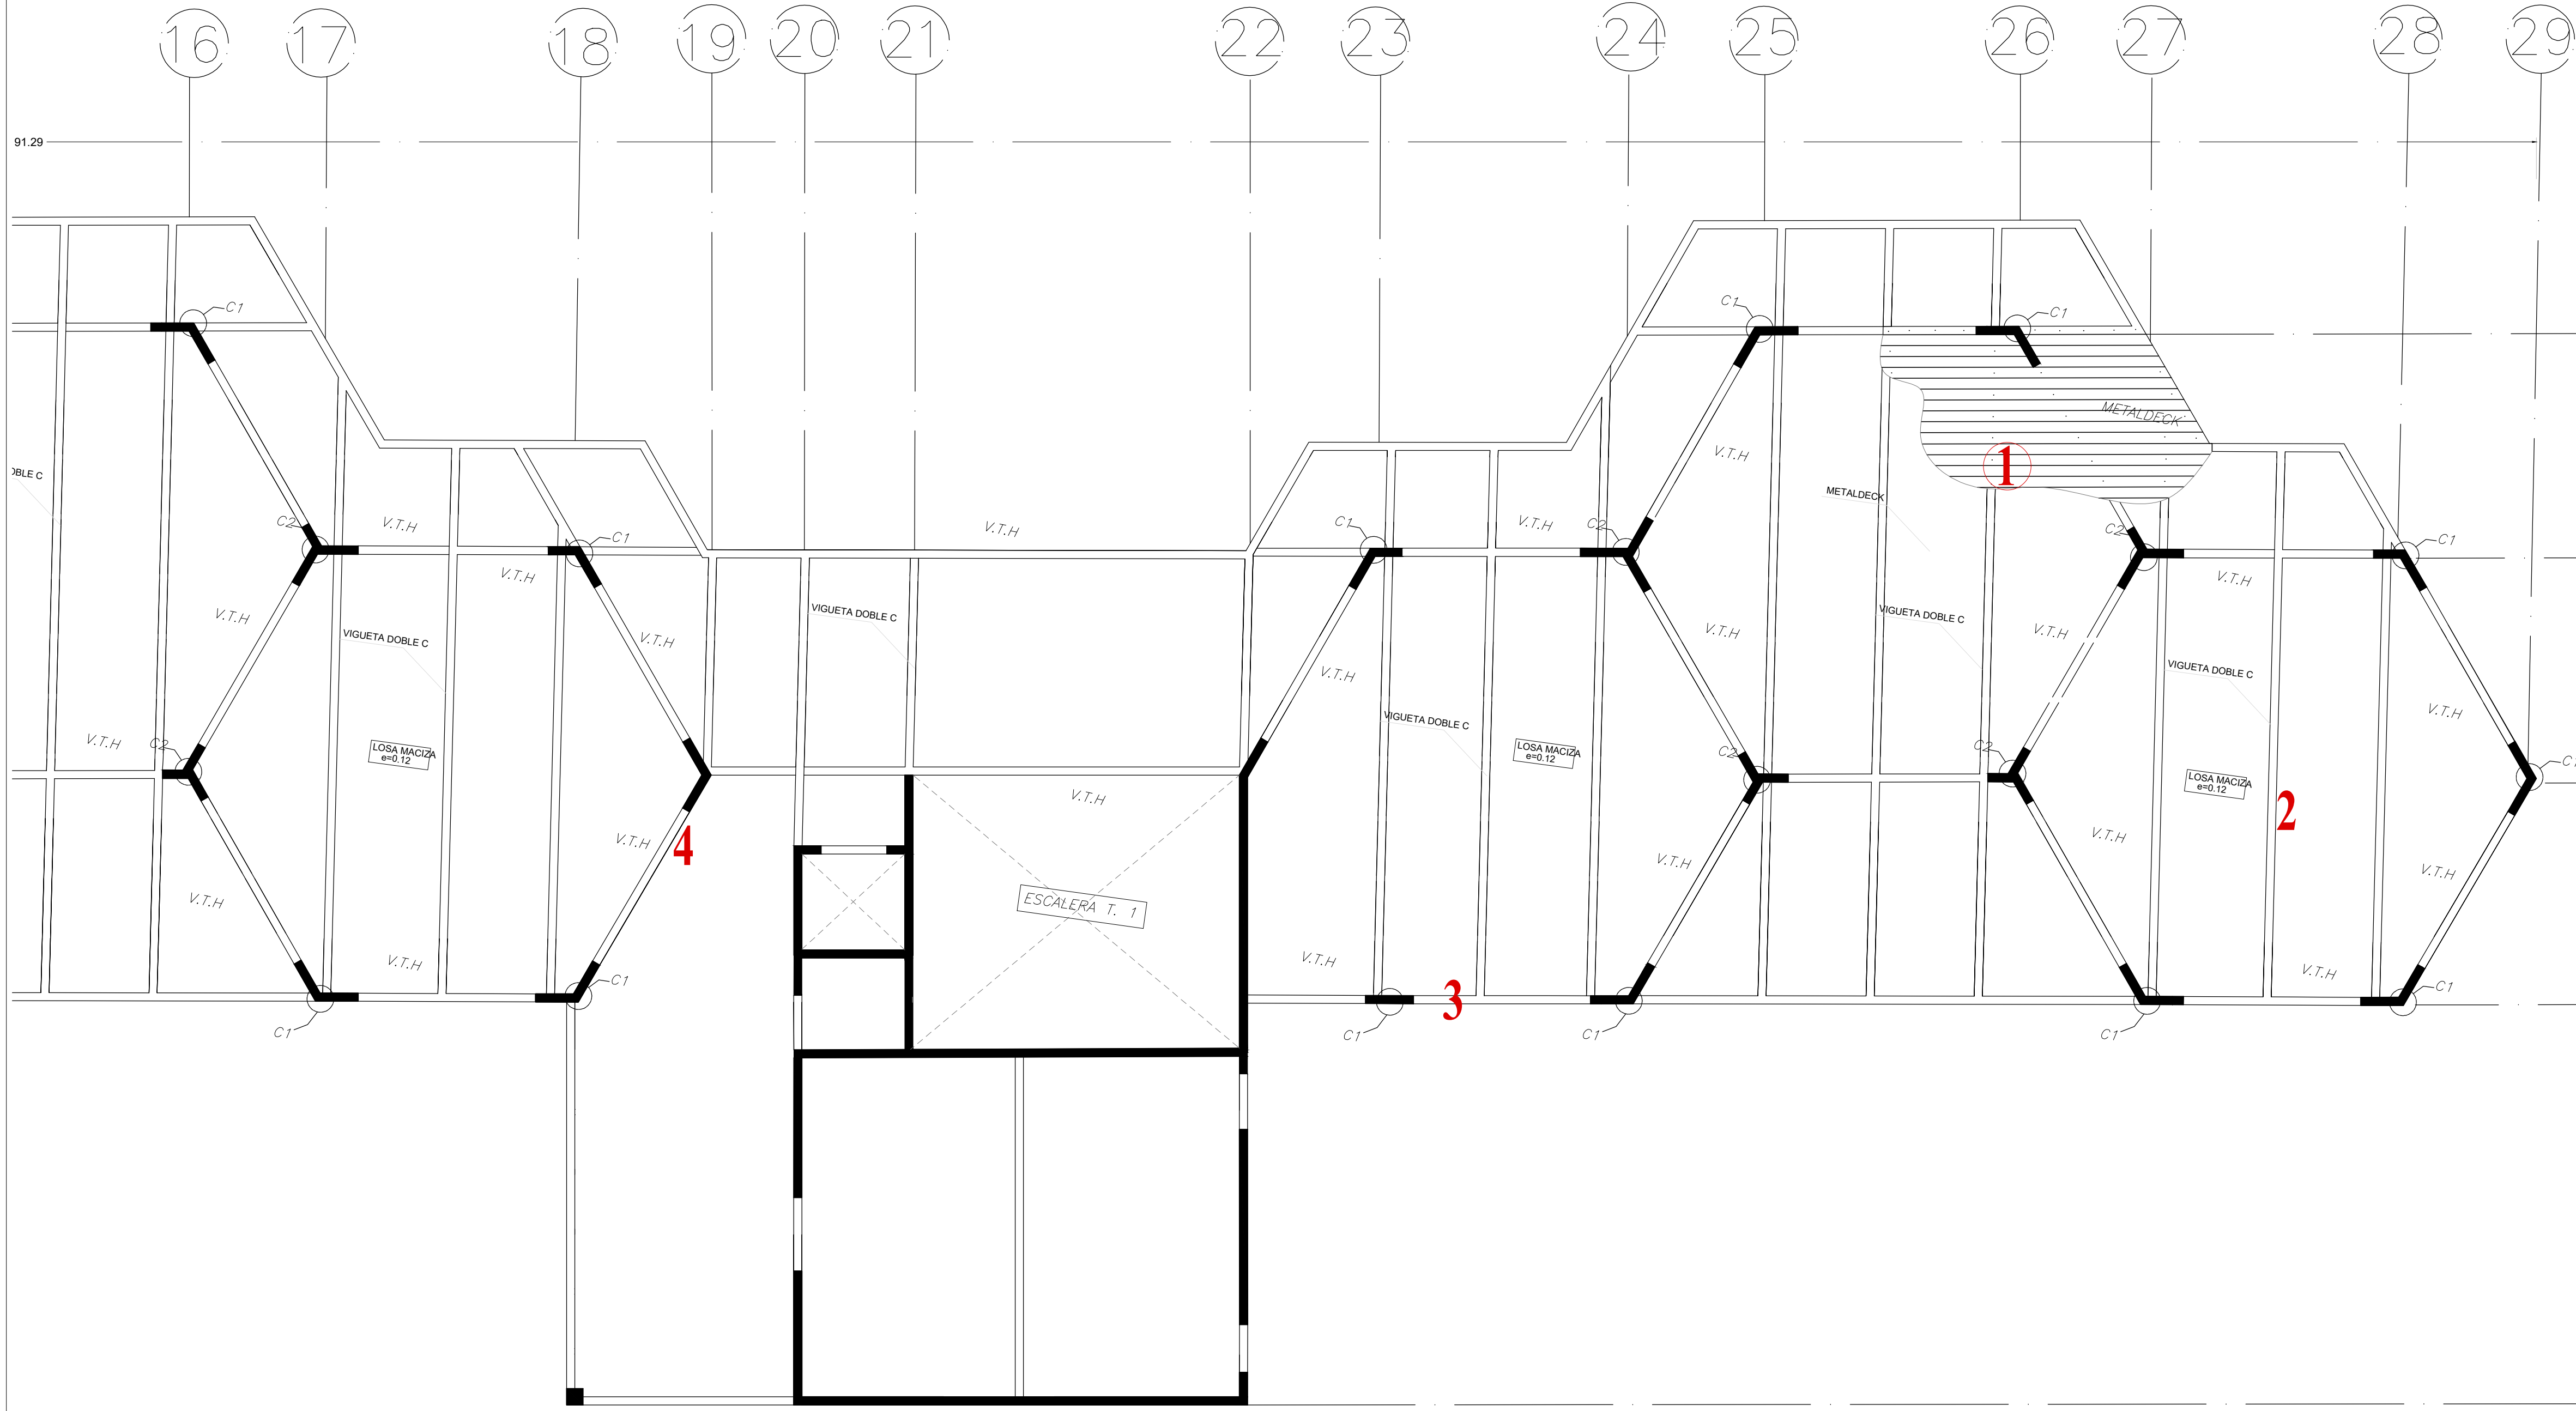 16 17 18 19 20 21 22 23 24 25 26 27 28 29
91.29
C1
C1
C1
C1
METALDECK
OBLE C
V.T.H
METALDECK
C2
V.T.H
C1
V.T.H
C1
V.T.H
C2
C2
C1
V.T.H
1
V.T.H
VIGUETA DOBLE C
V.T.H
V.T.H
VIGUETA DOBLE C
VIGUETA DOBLE C
V.T.H
V.T.H
V.T.H
V.T.H
VIGUETA DOBLE C
VIGUETA DOBLE C
V.T.H
V.T.H
C2
LOSA MACIZA
e=0.12
LOSA MACIZA
e=0.12
C2
C2
C1
LOSA MACIZA
e=0.12
V.T.H
2
V.T.H
4
V.T.H
V.T.H
V.T.H
V.T.H
ESCALERA T. 1
V.T.H
V.T.H
V.T.H
C1
3
C1
C1
C1
C1
C1